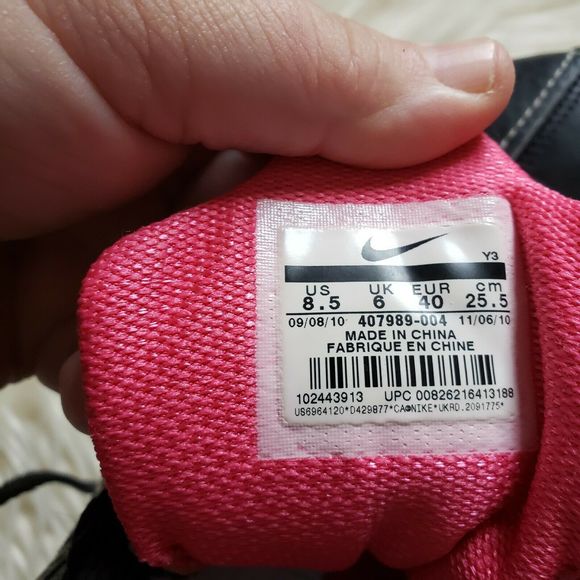 Y3
US UK EUR cm
8.5 6 40 25.5
09/08/10 407989-004 11/06/10
MADE IN CHINA
FABRIQUE EN CHINE
102443913 UPC 00826216413188
US6964120*D429877*CA@NIKE*UKRD.2091775*